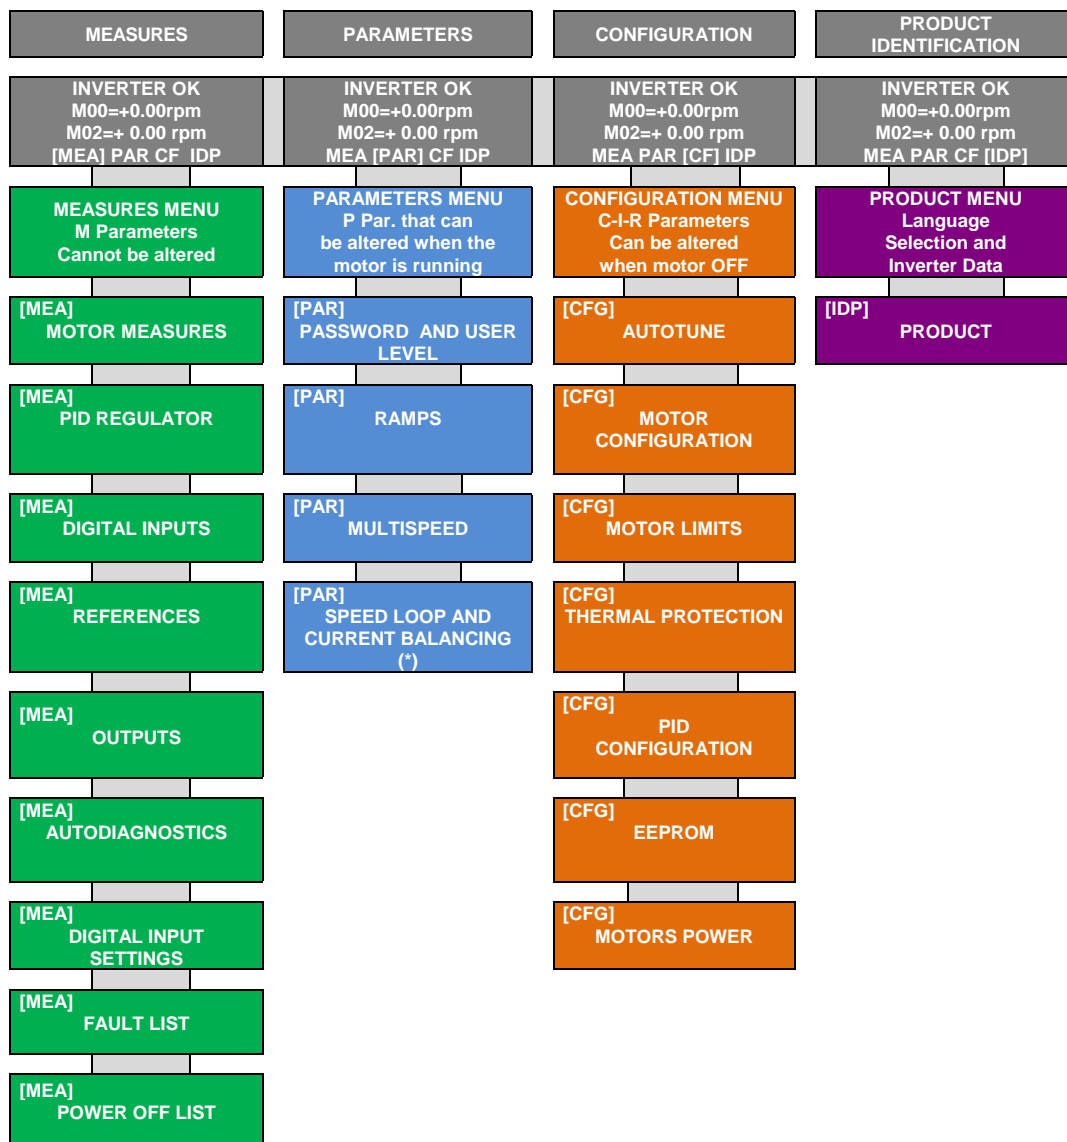 MEASURES
PARAMETERS
CONFIGURATION
PRODUCT
IDENTIFICATION
INVERTER OK
M00=+0.00rpm
M02=+ 0.00 rpm
[MEA] PAR CF IDP
INVERTER OK
M00=+0.00rpm
M02=+ 0.00 rpm
MEA [PAR] CF IDP
INVERTER OK
M00=+0.00rpm
M02=+ 0.00 rpm
MEA PAR [CF] IDP
INVERTER OK
M00=+0.00rpm
M02=+ 0.00 rpm
MEA PAR CF [IDP]
MEASURES MENU
M Parameters
Cannot be altered
PARAMETERS MENU
P Par. that can
be altered when the
motor is running
CONFIGURATION MENU
C-I-R Parameters
Can be altered
when motor OFF
PRODUCT MENU
Language
Selection and
Inverter Data
[MEA]
MOTOR MEASURES
[PAR]
PASSWORD AND USER
LEVEL
[CFG]
AUTOTUNE
[IDP]
PRODUCT
[MEA]
PID REGULATOR
[PAR]
RAMPS
[CFG]
MOTOR
CONFIGURATION
[MEA]
DIGITAL INPUTS
[PAR]
MULTISPEED
[CFG]
MOTOR LIMITS
[MEA]
REFERENCES
[PAR]
SPEED LOOP AND
CURRENT BALANCING
(*)
[CFG]
THERMAL PROTECTION
[MEA]
OUTPUTS
[CFG]
PID
CONFIGURATION
[MEA]
AUTODIAGNOSTICS
[CFG]
EEPROM
[MEA]
DIGITAL INPUT
SETTINGS
[CFG]
MOTORS POWER
[MEA]
FAULT LIST
[MEA]
POWER OFF LIST